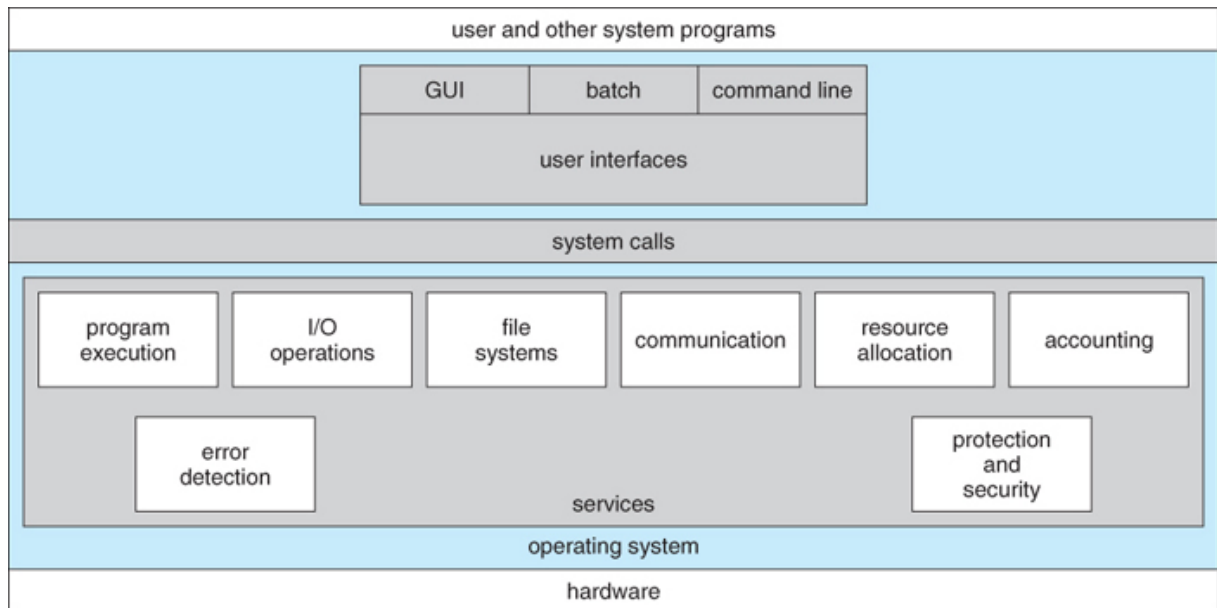 user and other system programs
GUI
batch
command line
user interfaces
system calls
program
execution
I/O
operations
file
systems
communication
resource
allocation
accounting
error
detection
protection
and
security
services
operating system
hardware